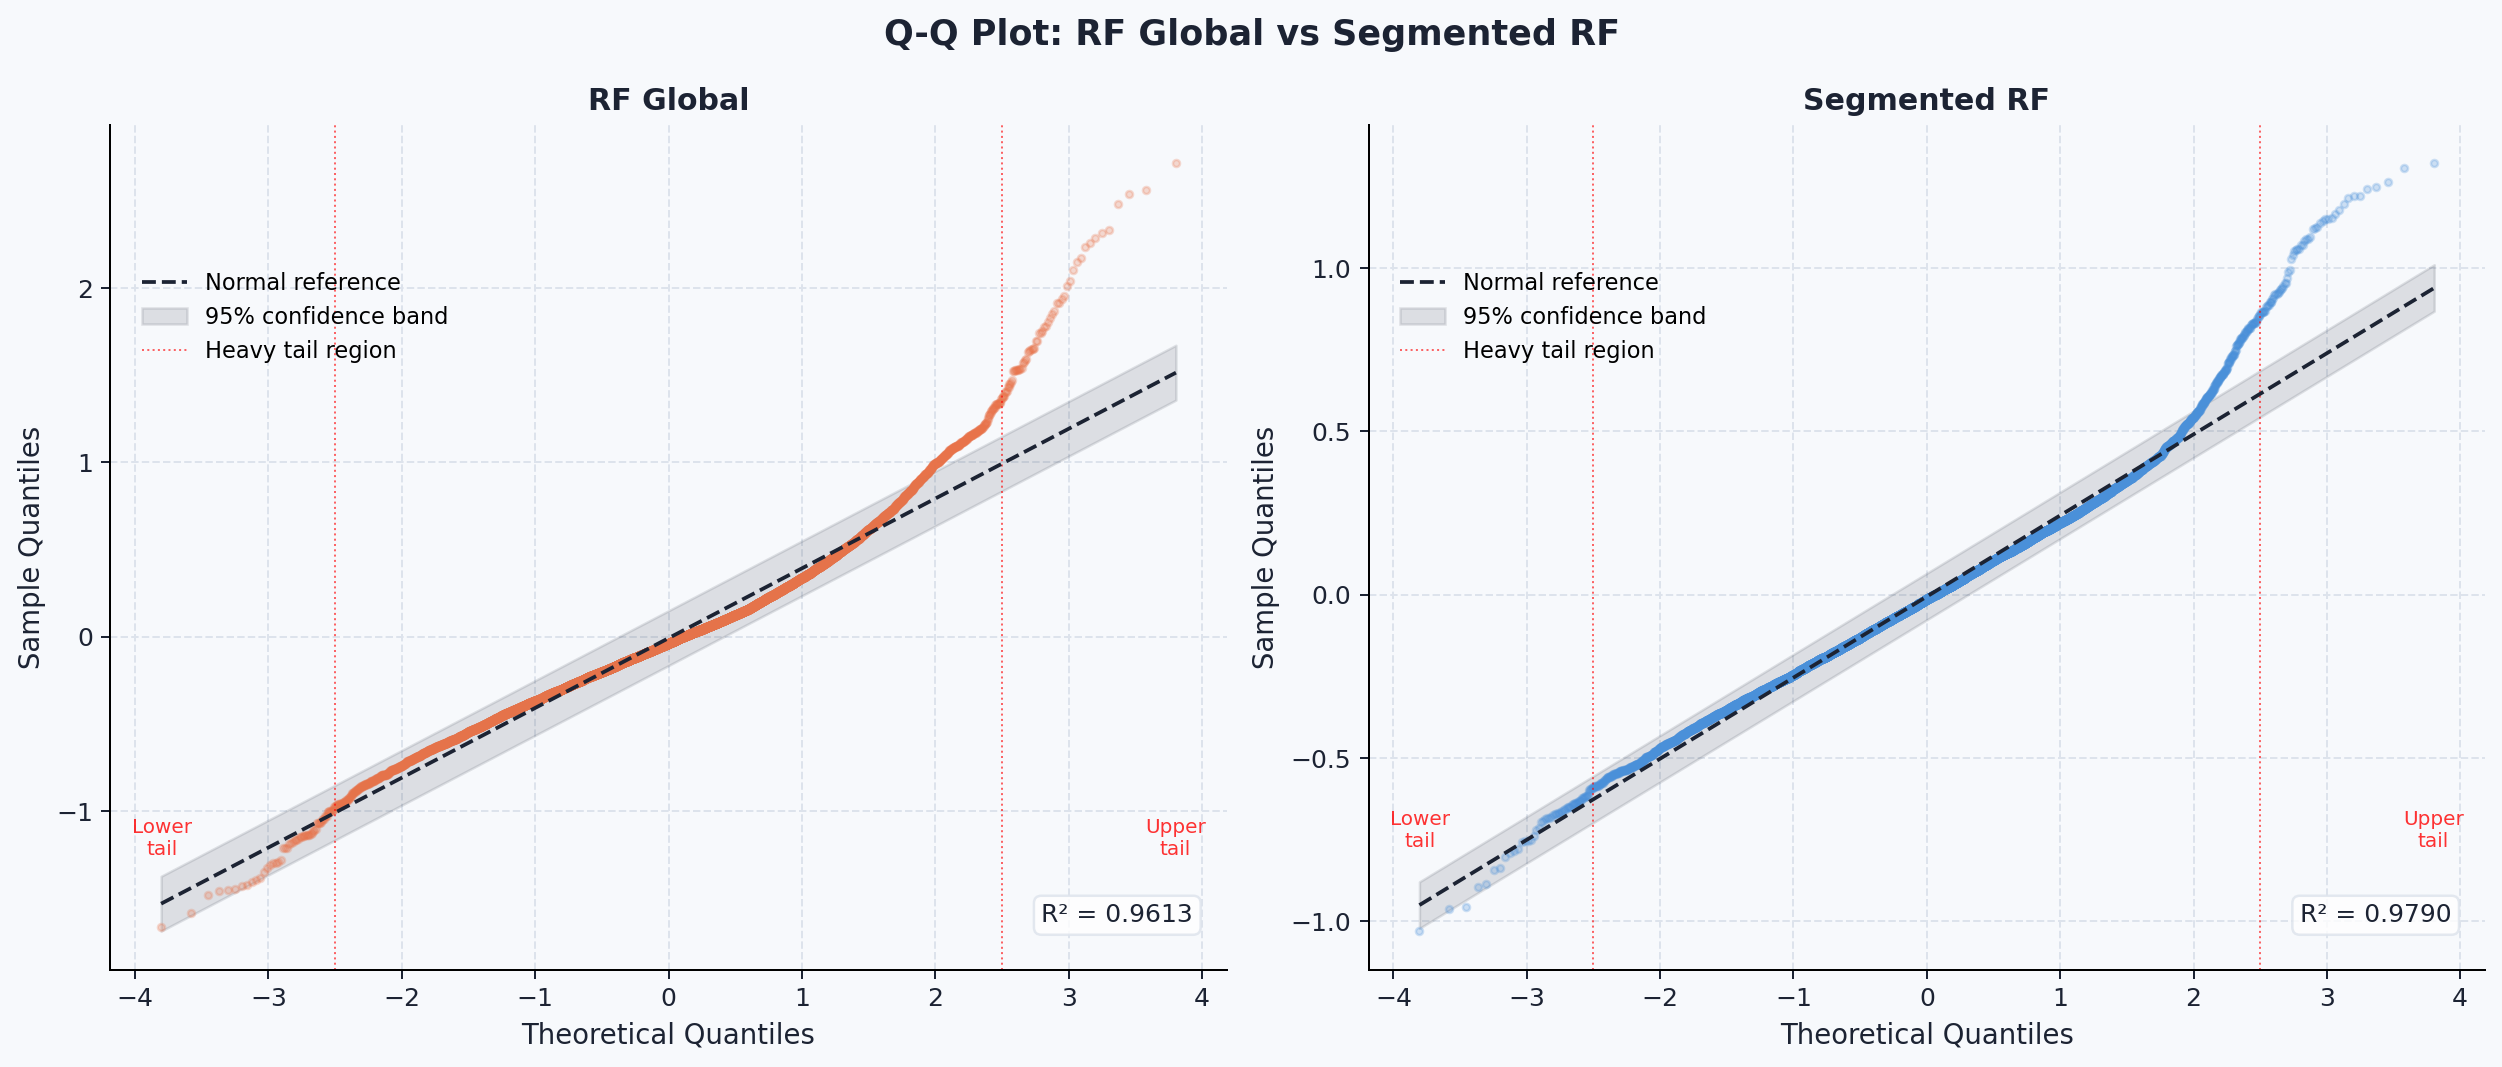 Q-Q Plot: RF Global vs Segmented RF
RF Global
Sample Quantiles
2
1
0
−1
Normal reference
95% confidence band
Heavy tail region
Lower
tail
Upper
tail
R² = 0.9613
−4 −3 −2 −1 0 1 2 3 4
Theoretical Quantiles
Segmented RF
Sample Quantiles
1.0
0.5
0.0
−0.5
−1.0
Normal reference
95% confidence band
Heavy tail region
Lower
tail
Upper
tail
R² = 0.9790
−4 −3 −2 −1 0 1 2 3 4
Theoretical Quantiles